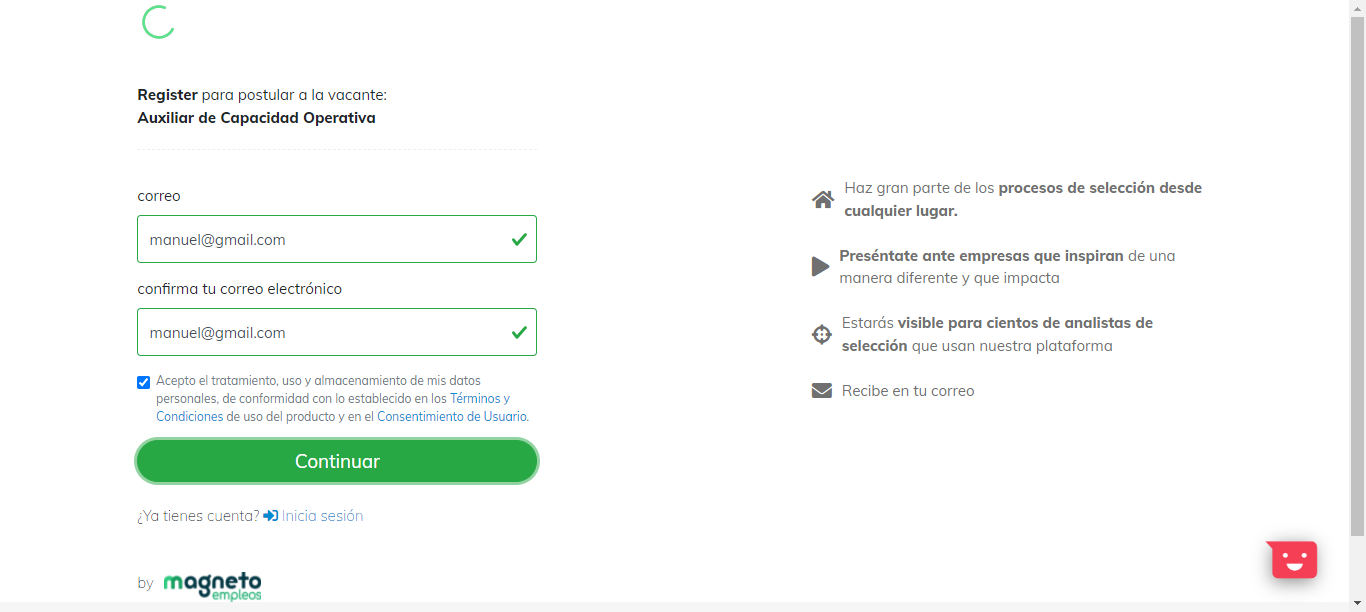 Register para postular a la vacante:
Auxiliar de Capacidad Operativa
correo
manuel@gmail.com
confirma tu correo electrónico
manuel@gmail.com
Acepto el tratamiento, uso y almacenamiento de mis datos
personales, de conformidad con lo establecido en los Términos y
Condiciones de uso del producto y en el Consentimiento de Usuario.
Continuar
¿Ya tienes cuenta? Inicia sesión
by magneto
empleos
Haz gran parte de los procesos de selección desde
cualquier lugar.
Preséntate ante empresas que inspiran de una
manera diferente y que impacta
Estarás visible para cientos de analistas de
selección que usan nuestra plataforma
Recibe en tu correo